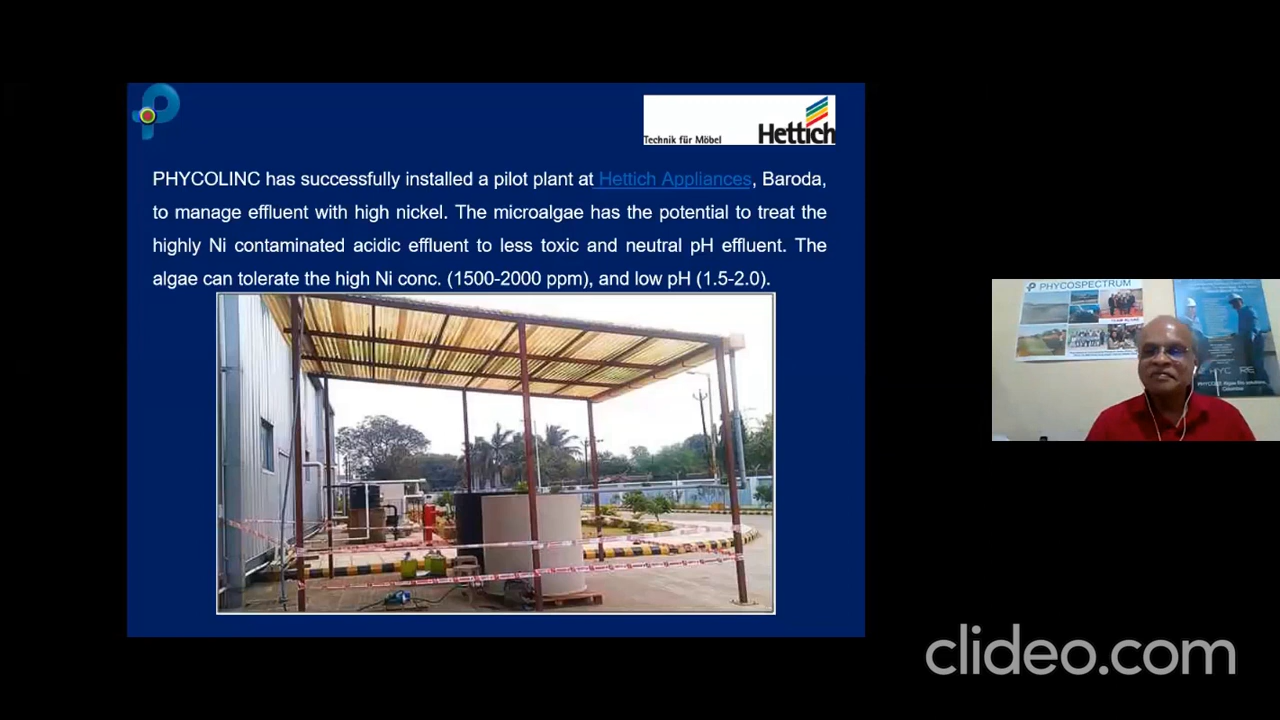 Technik für Möbel
Hettich
PHYCOLINC has successfully installed a pilot plant at Hettich Appliances, Baroda,
to manage effluent with high nickel. The microalgae has the potential to treat the
highly Ni contaminated acidic effluent to less toxic and neutral pH effluent. The
algae can tolerate the high Ni conc. (1500-2000 ppm), and low pH (1.5-2.0).
PHYCOSPECTRUM
clideo.com